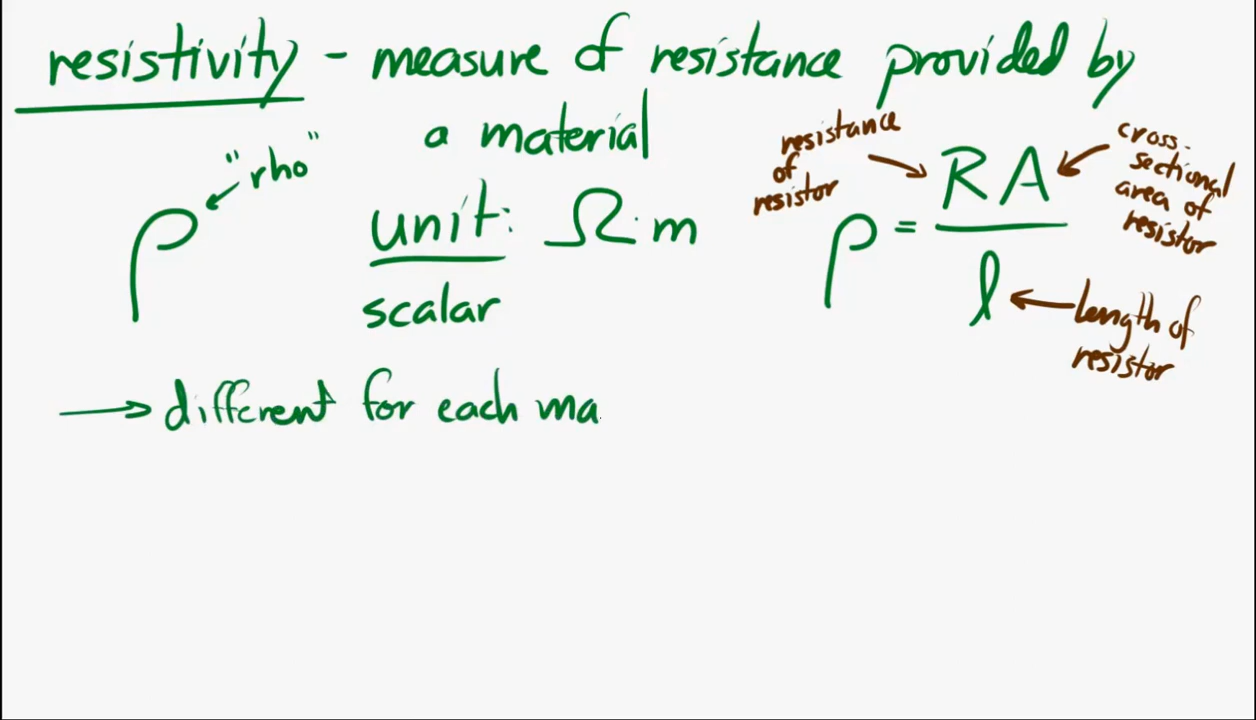 resistivity - measure of resistance provided by
a material
"rho"
ρ
unit: Ω·m
scalar
resistance
of
resistor
ρ = RA
l
cross-
sectional
area of
resistor
length of
resistor
→ different for each ma